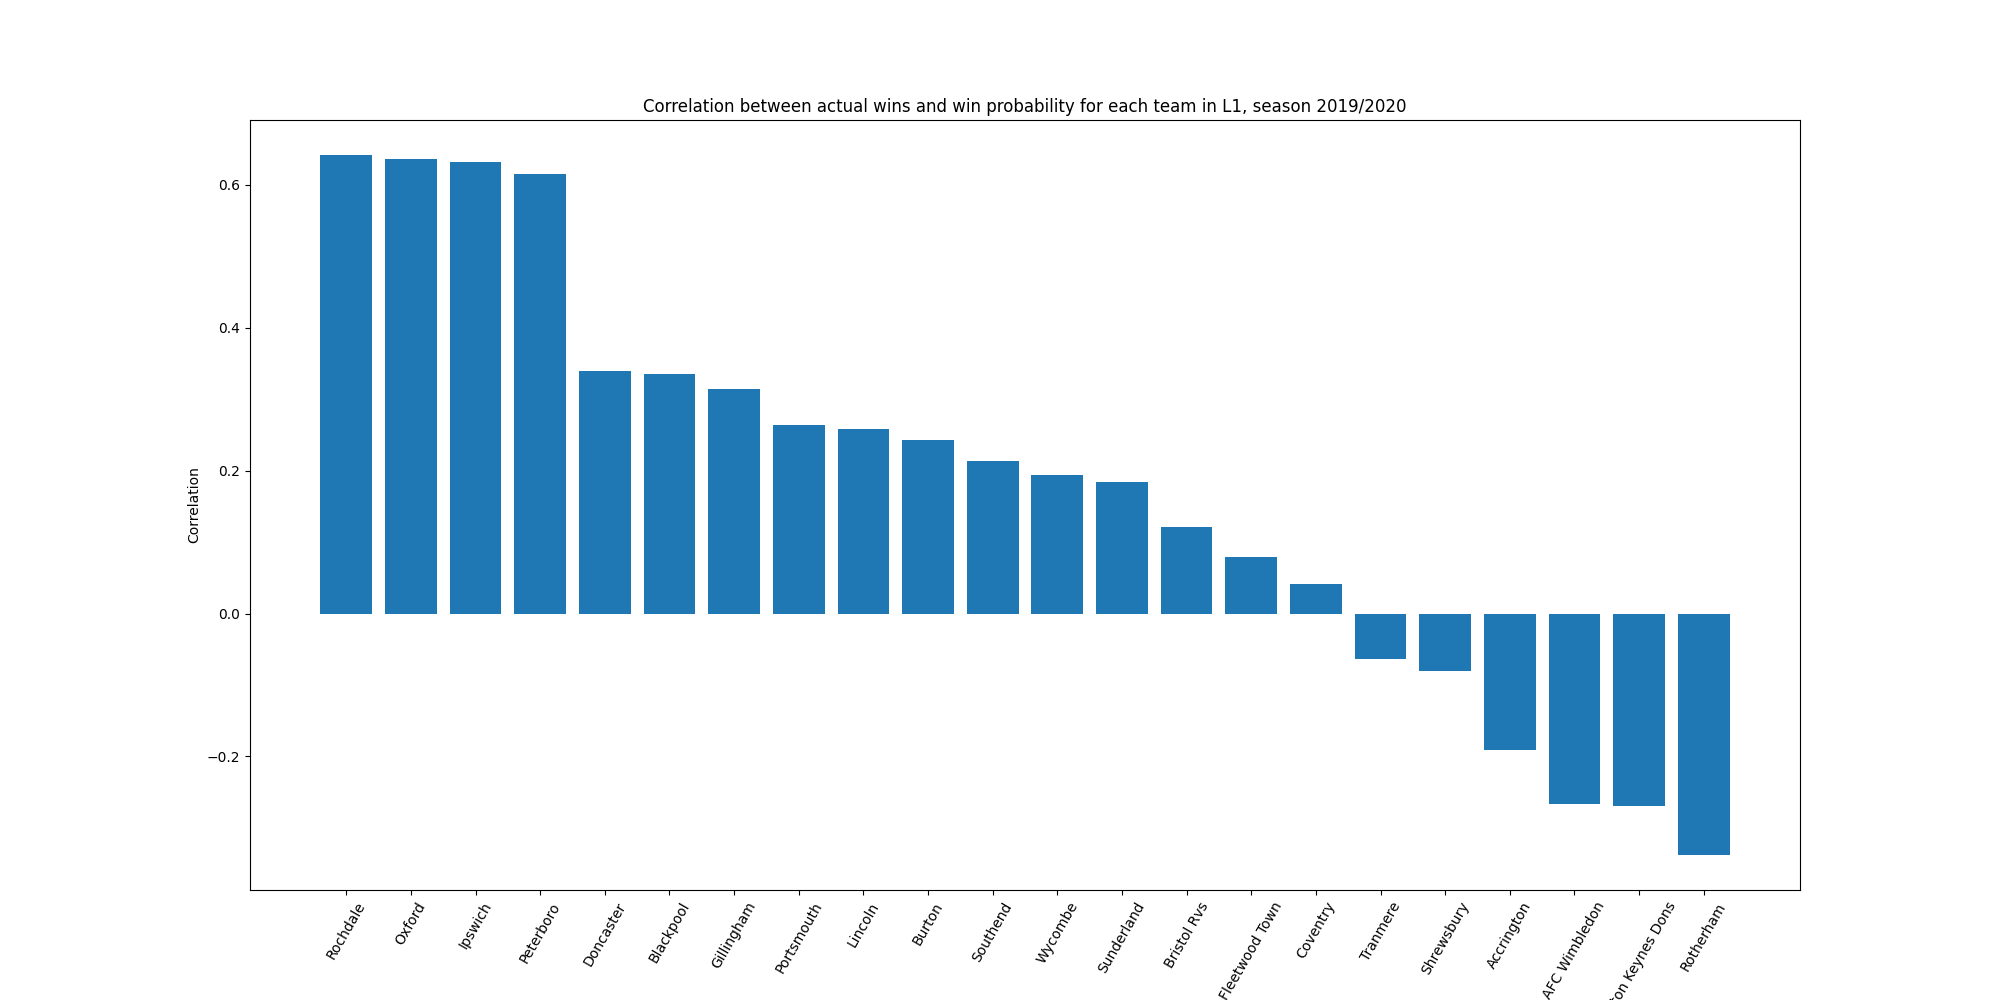 Correlation between actual wins and win probability for each team in L1, season 2019/2020
Correlation
0.6
0.4
0.2
0.0
−0.2
Rochdale
Oxford
Ipswich
Peterboro
Doncaster
Blackpool
Gillingham
Portsmouth
Lincoln
Burton
Southend
Wycombe
Sunderland
Bristol Rvs
Fleetwood Town
Coventry
Tranmere
Shrewsbury
Accrington
AFC Wimbledon
Keynes Dons
Rotherham